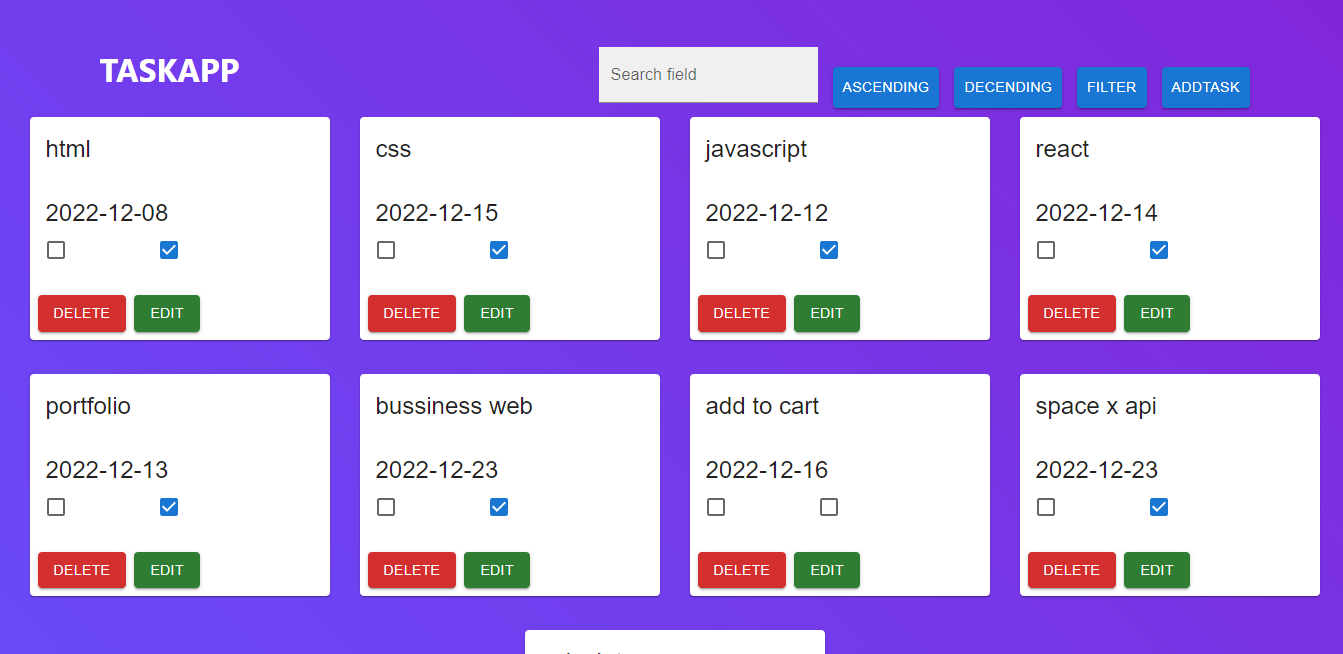 TASKAPP
Search field
ASCENDING
DECENDING
FILTER
ADDTASK
html
2022-12-08
DELETE EDIT
css
2022-12-15
DELETE EDIT
javascript
2022-12-12
DELETE EDIT
react
2022-12-14
DELETE EDIT
portfolio
2022-12-13
DELETE EDIT
bussiness web
2022-12-23
DELETE EDIT
add to cart
2022-12-16
DELETE EDIT
space x api
2022-12-23
DELETE EDIT